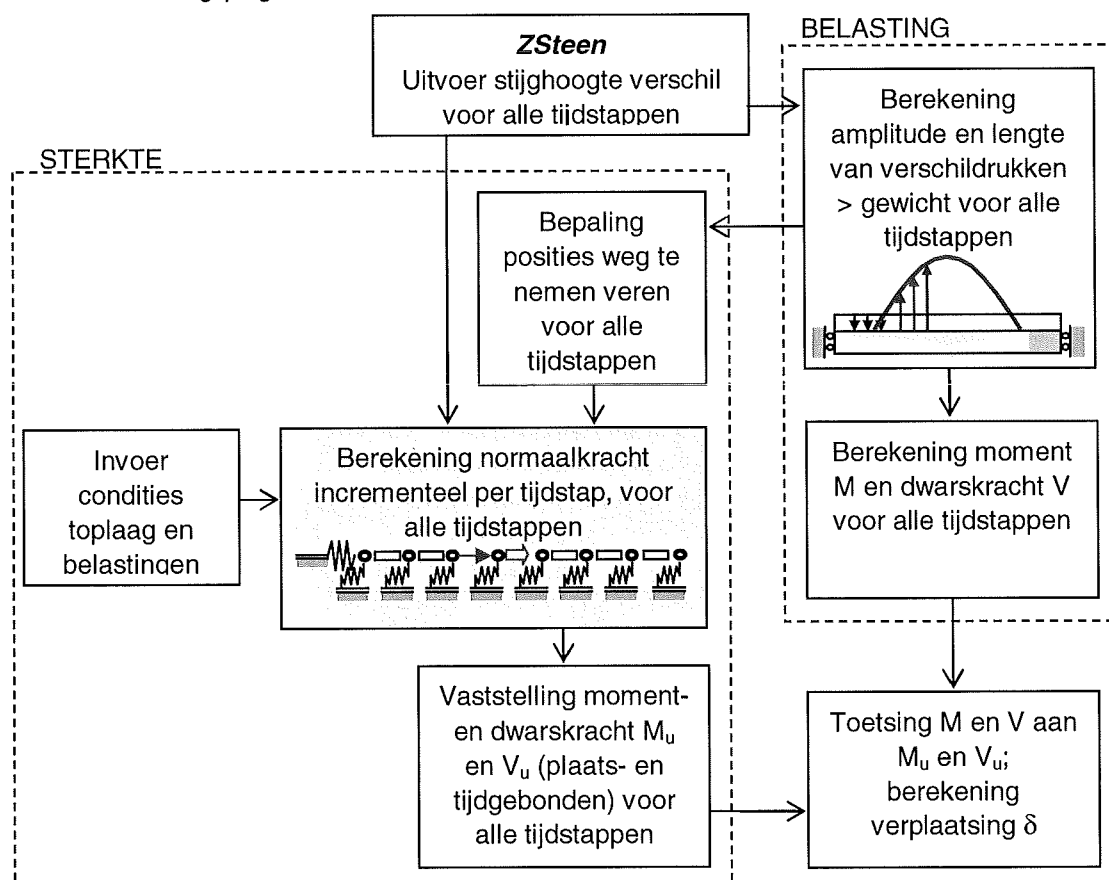 ZSteen
Uitvoer stijghoogte verschil
voor alle tijdstappen
BELASTING
Berekening
amplitude en lengte
van verschildrukken
> gewicht voor alle
tijdstappen
STERKTE
Bepaling
posities weg te
nemen veren
voor alle
tijdstappen
Invoer
condities
toplaag en
belastingen
Berekening normaalkracht
incrementeel per tijdstap, voor
alle tijdstappen
Berekening moment
M en dwarskracht V
voor alle tijdstappen
Vaststelling moment-
en dwarskracht Mu
en Vu (plaats- en
tijdgebonden) voor
alle tijdstappen
Toetsing M en V aan
Mu en Vu;
berekening
verplaatsing δ